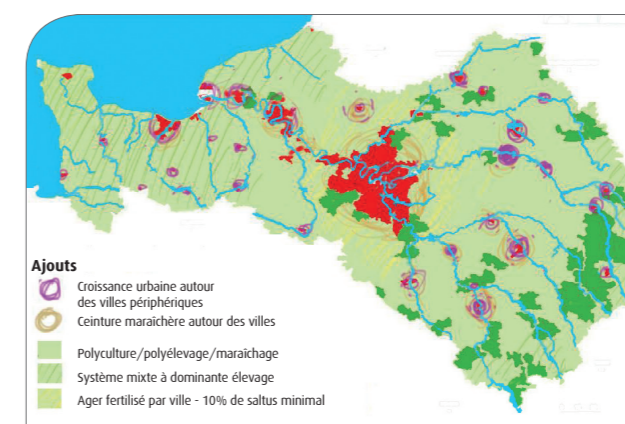 Ajouts
Croissance urbaine autour
des villes périphériques
Ceinture maraîchère autour des villes
Polyculture/polyélevage/maraîchage
Système mixte à dominante élevage
Ager fertilisé par ville - 10% de saltus minimal